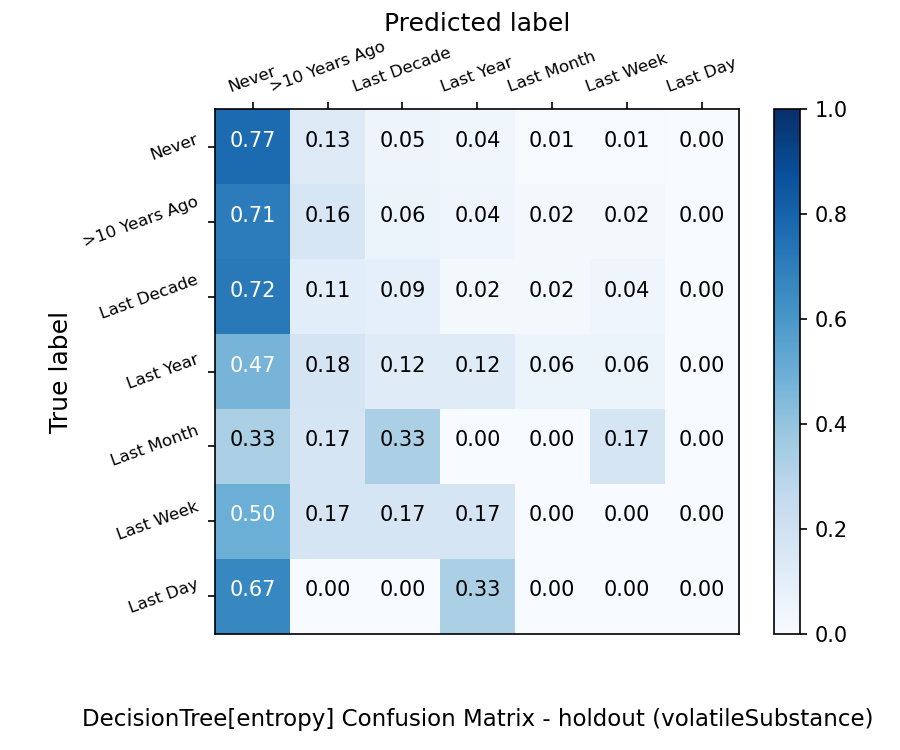 Predicted label
Never >10 Years Ago Last Decade Last Year Last Month Last Week Last Day
True label
Never 0.77 0.13 0.05 0.04 0.01 0.01 0.00
>10 Years Ago 0.71 0.16 0.06 0.04 0.02 0.02 0.00
Last Decade 0.72 0.11 0.09 0.02 0.02 0.04 0.00
Last Year 0.47 0.18 0.12 0.12 0.06 0.06 0.00
Last Month 0.33 0.17 0.33 0.00 0.00 0.17 0.00
Last Week 0.50 0.17 0.17 0.17 0.00 0.00 0.00
Last Day 0.67 0.00 0.00 0.33 0.00 0.00 0.00
1.0
0.8
0.6
0.4
0.2
0.0
DecisionTree[entropy] Confusion Matrix - holdout (volatileSubstance)